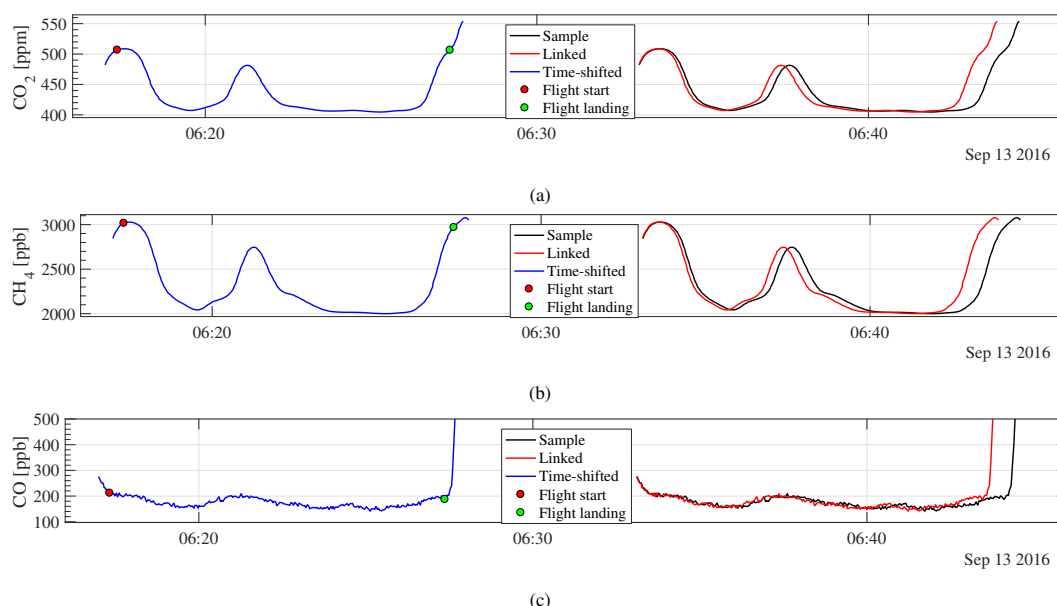 CO2 [ppm]
550
500
450
400
Sample
Linked
Time-shifted
Flight start
Flight landing
06:20
06:30
06:40
Sep 13 2016
(a)
CH4 [ppb]
3000
2500
2000
Sample
Linked
Time-shifted
Flight start
Flight landing
06:20
06:30
06:40
Sep 13 2016
(b)
CO [ppb]
500
400
300
200
100
Sample
Linked
Time-shifted
Flight start
Flight landing
06:20
06:30
06:40
Sep 13 2016
(c)